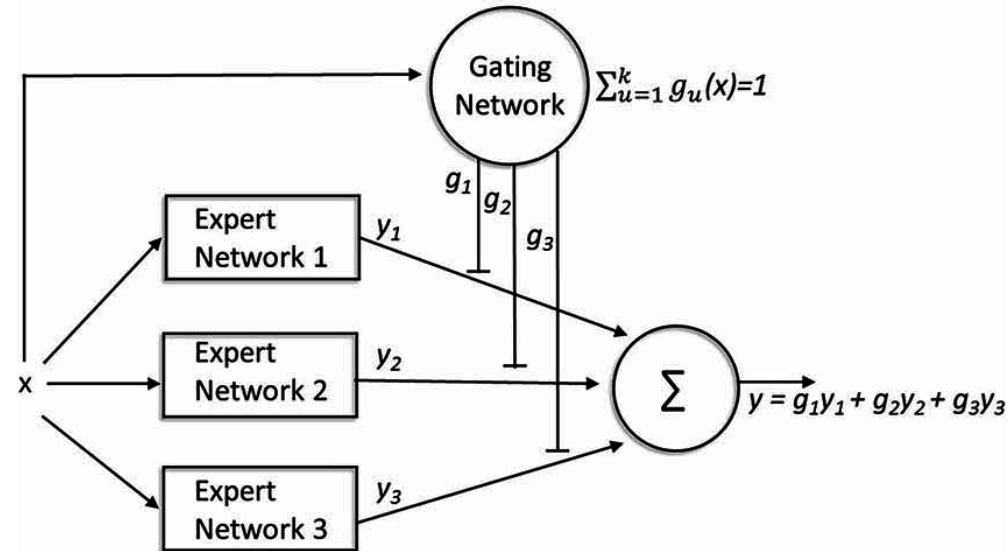 Gating
Network
∑ᵏᵤ₌₁ gᵤ(x)=1
g₁
g₂
g₃
Expert
Network 1
y₁
x
Expert
Network 2
y₂
∑
y = g₁y₁ + g₂y₂ + g₃y₃
Expert
Network 3
y₃